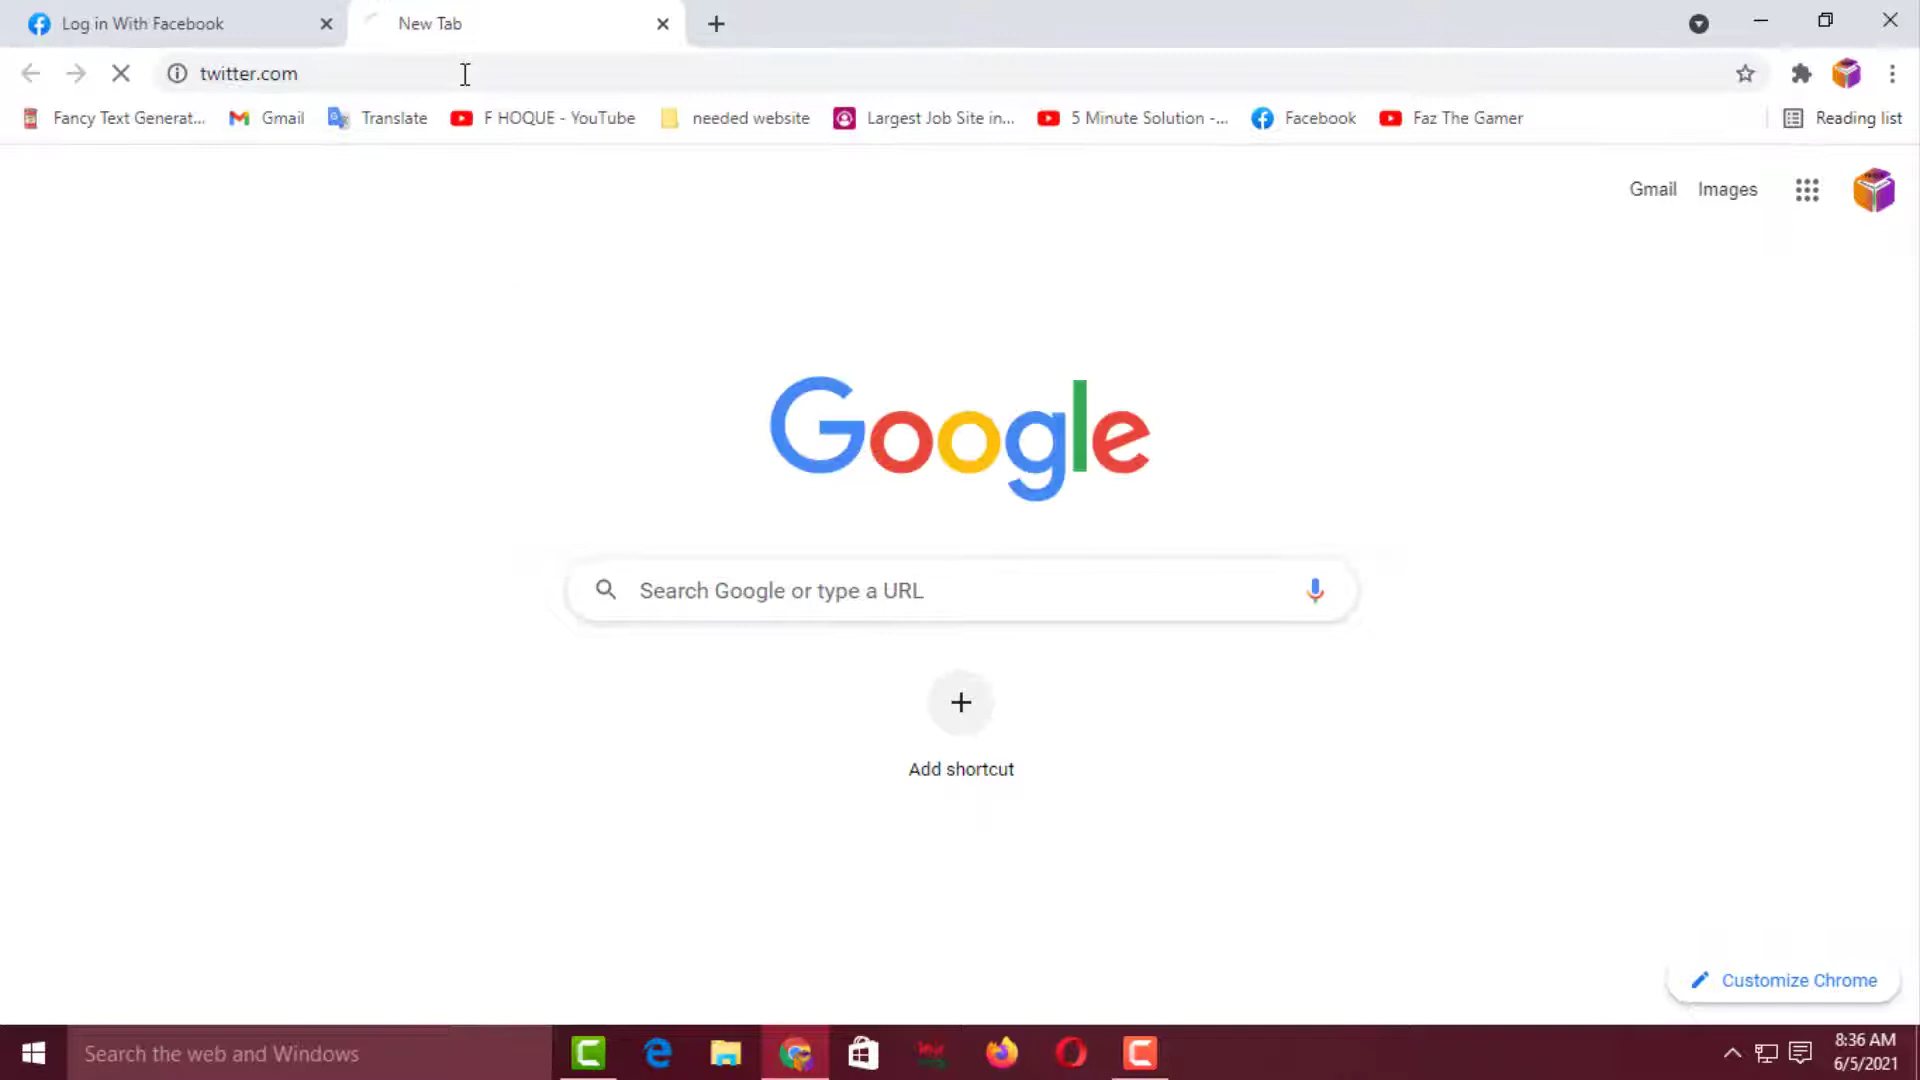 Log in With Facebook
New Tab
twitter.com
Fancy Text Generat...
Gmail
Translate
F HOQUE - YouTube
needed website
Largest Job Site in...
5 Minute Solution -...
Facebook
Faz The Gamer
Reading list
Gmail
Images
Google
Search Google or type a URL
Add shortcut
Customize Chrome
Search the web and Windows
8:36 AM
6/5/2021